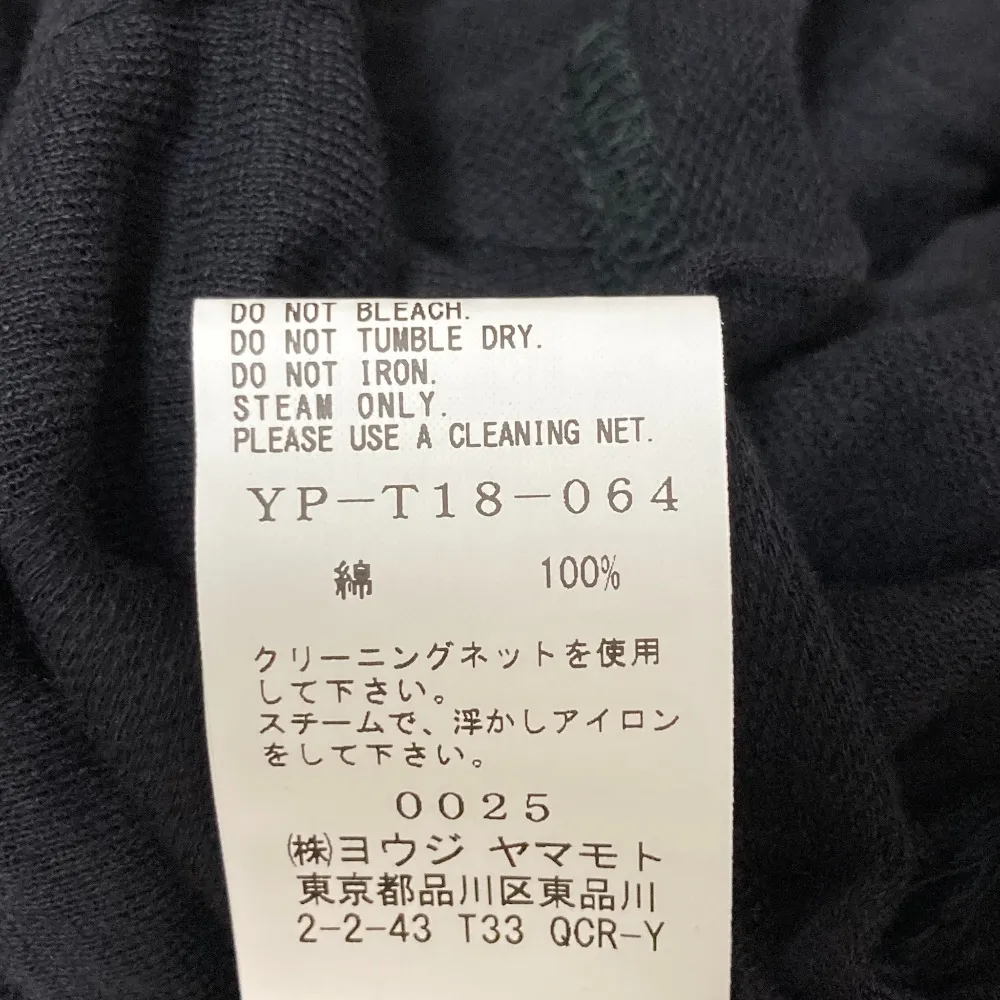 DO NOT BLEACH.
DO NOT TUMBLE DRY.
DO NOT IRON.
STEAM ONLY.
PLEASE USE A CLEANING NET.
YP-T18-064
綿 100%
クリーニングネットを使用
して下さい。
スチームで、浮かしアイロン
をして下さい。
0025
㈱ヨウジ ヤマモト
東京都品川区東品川
2-2-43 T33 QCR-Y